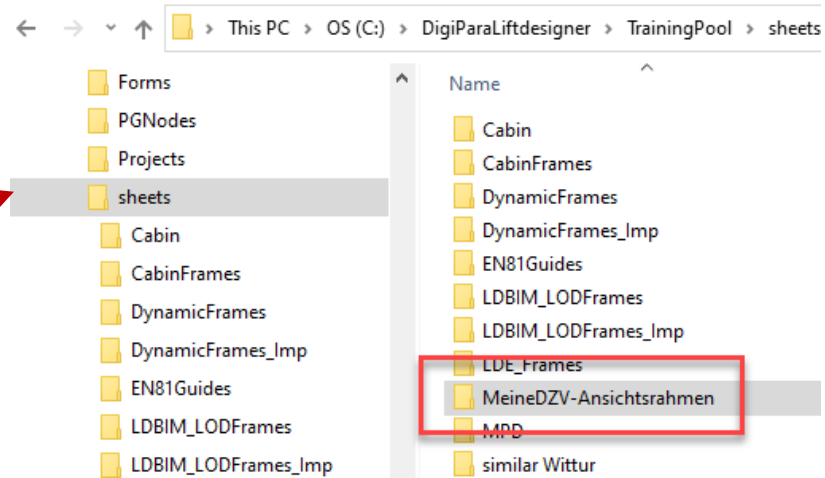 This PC > OS (C:) > DigiParaLiftdesigner > TrainingPool > sheets
Forms
PGNodes
Projects
sheets
Cabin
CabinFrames
DynamicFrames
DynamicFrames_Imp
EN81Guides
LDBIM_LODFrames
LDBIM_LODFrames_Imp
Name
Cabin
CabinFrames
DynamicFrames
DynamicFrames_Imp
EN81Guides
LDBIM_LODFrames
LDBIM_LODFrames_Imp
LDE_Frames
MeineDZV-Ansichtsrahmen
MPD
similar Wittur